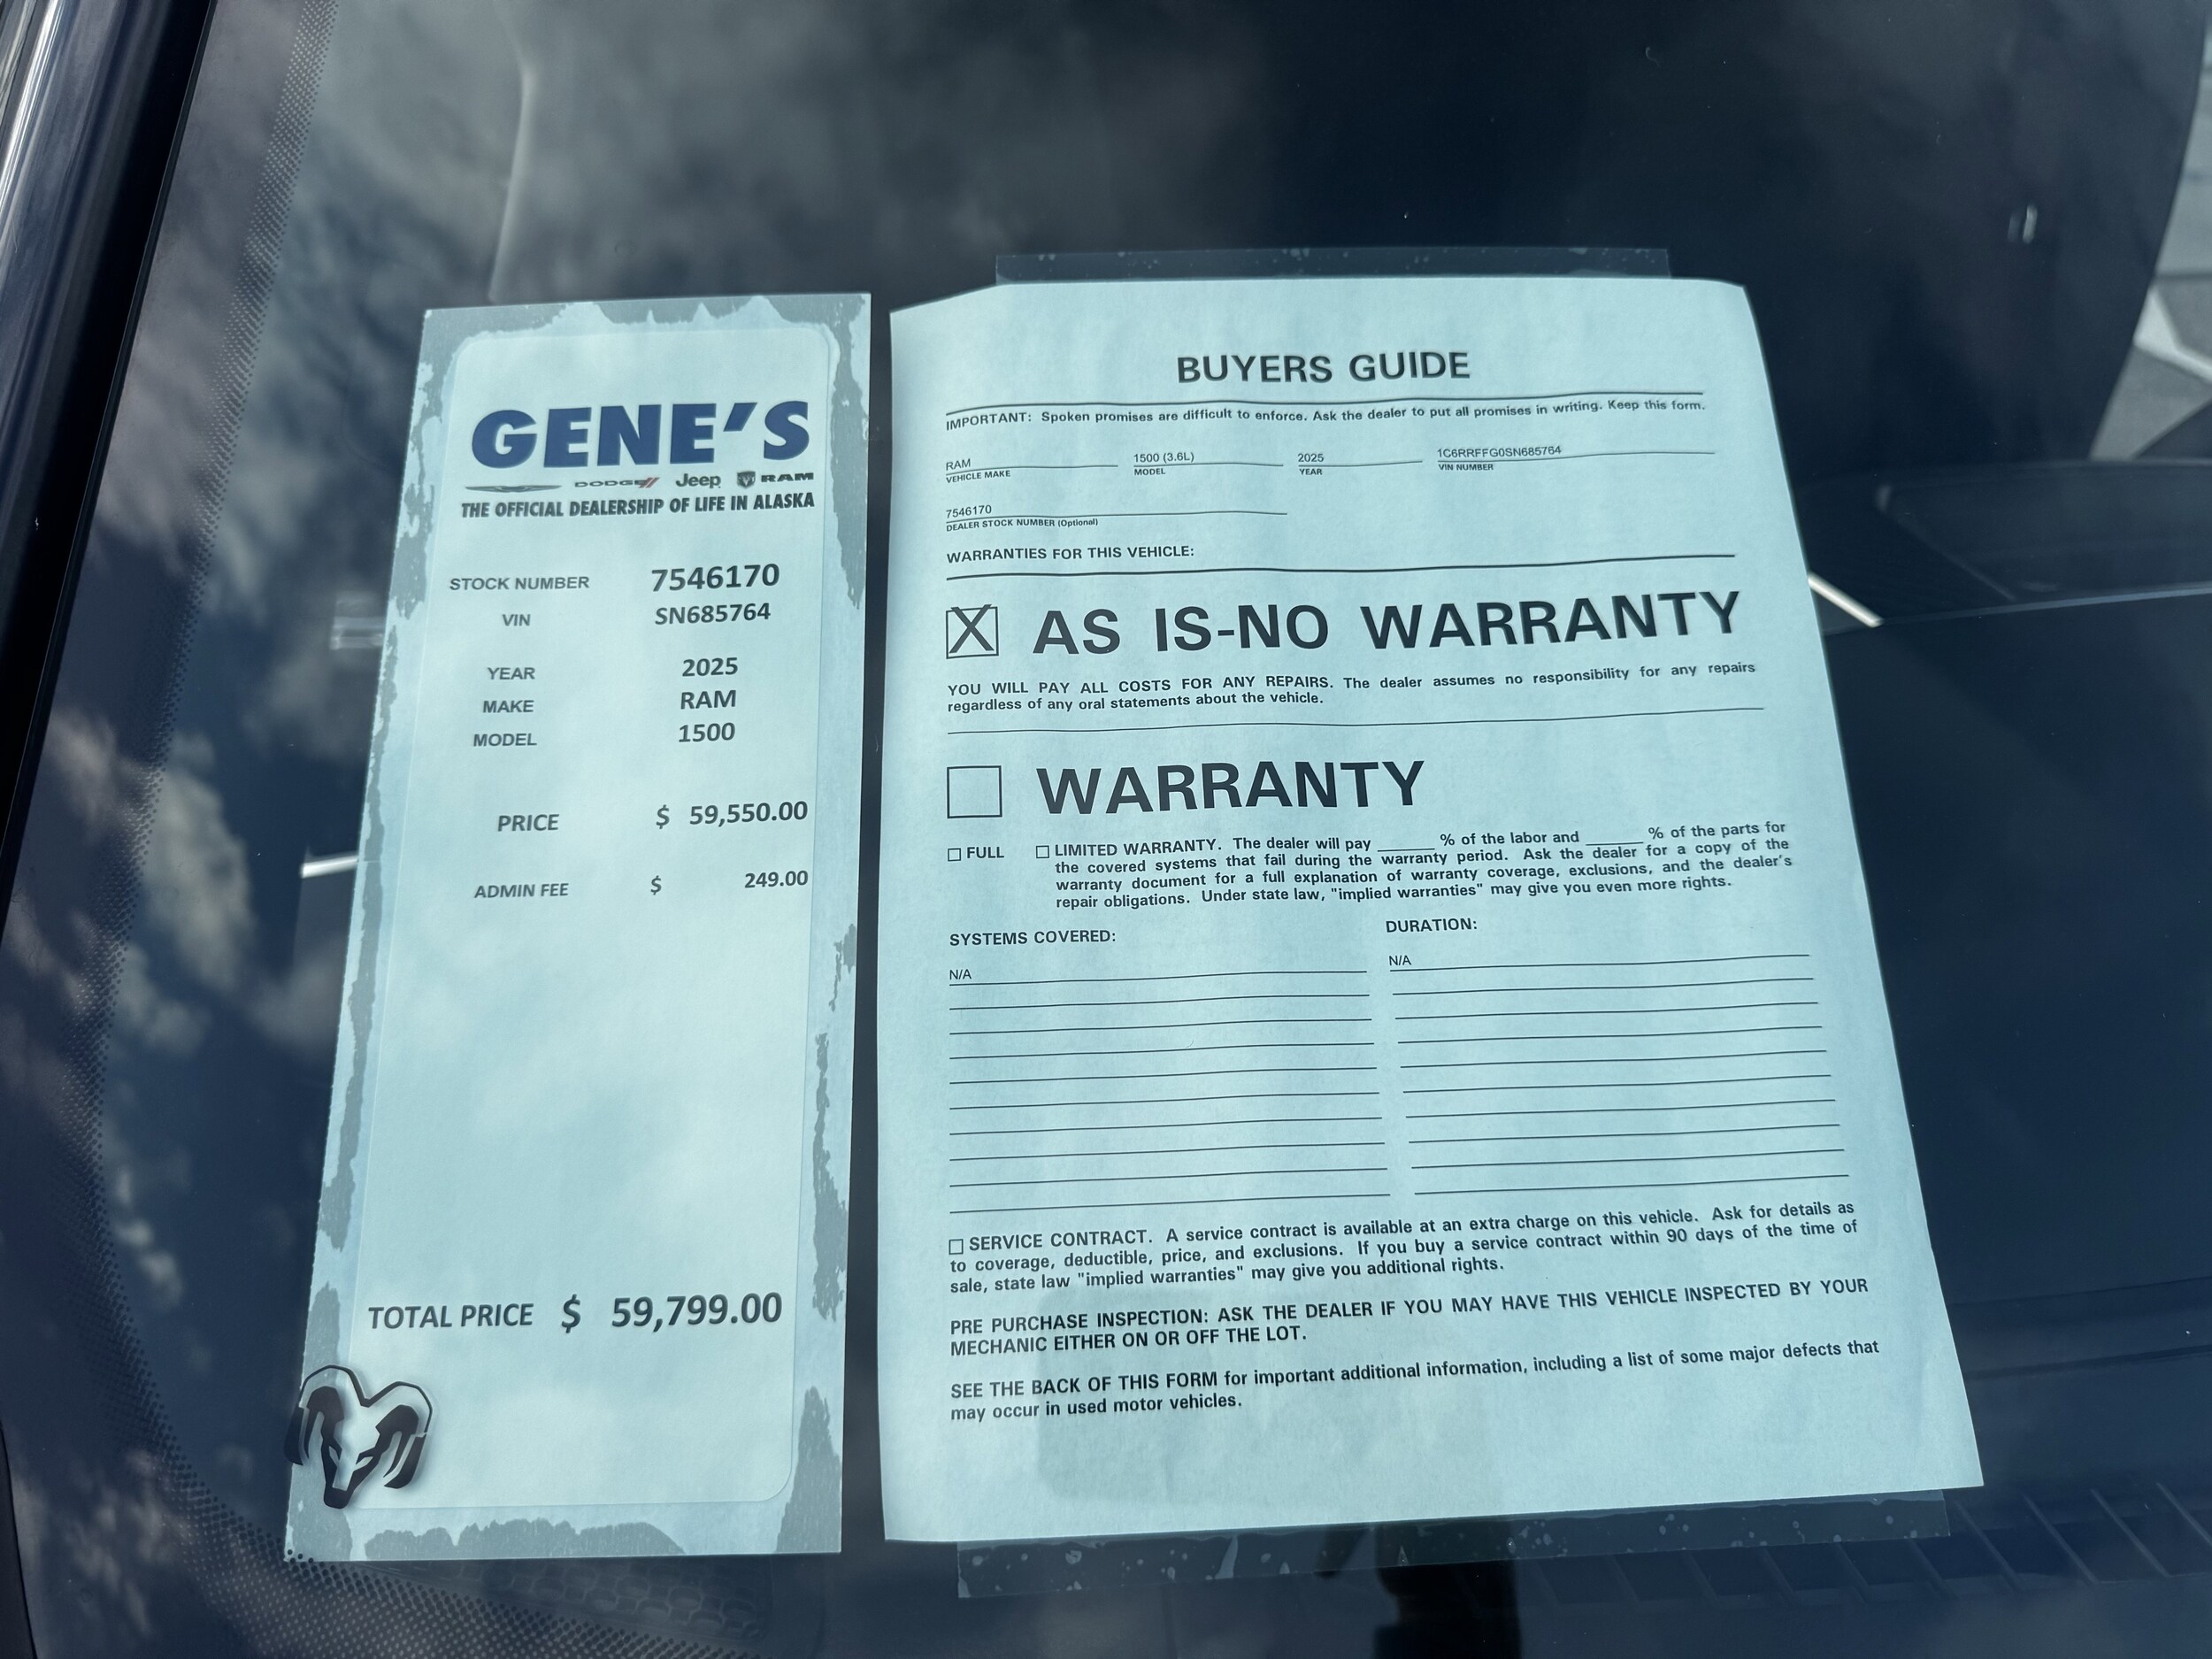 GENE'S
DODGE Jeep RAM
THE OFFICIAL DEALERSHIP OF LIFE IN ALASKA
STOCK NUMBER 7546170
VIN SN685764
YEAR 2025
MAKE RAM
MODEL 1500
PRICE $ 59,550.00
ADMIN FEE $ 249.00
TOTAL PRICE $ 59,799.00
BUYERS GUIDE
IMPORTANT: Spoken promises are difficult to enforce. Ask the dealer to put all promises in writing. Keep this form.
RAM 1500 (3.6L) 2025 1C6RRFFG0SN685764
VEHICLE MAKE MODEL YEAR VIN NUMBER
7546170
DEALER STOCK NUMBER (Optional)
WARRANTIES FOR THIS VEHICLE:
X AS IS-NO WARRANTY
YOU WILL PAY ALL COSTS FOR ANY REPAIRS. The dealer assumes no responsibility for any repairs
regardless of any oral statements about the vehicle.
WARRANTY
FULL LIMITED WARRANTY. The dealer will pay ______ % of the labor and ______ % of the parts for
the covered systems that fail during the warranty period. Ask the dealer for a copy of the
warranty document for a full explanation of warranty coverage, exclusions, and the dealer's
repair obligations. Under state law, "implied warranties" may give you even more rights.
SYSTEMS COVERED: DURATION:
N/A N/A
SERVICE CONTRACT. A service contract is available at an extra charge on this vehicle. Ask for details as
to coverage, deductible, price, and exclusions. If you buy a service contract within 90 days of the time of
sale, state law "implied warranties" may give you additional rights.
PRE PURCHASE INSPECTION: ASK THE DEALER IF YOU MAY HAVE THIS VEHICLE INSPECTED BY YOUR
MECHANIC EITHER ON OR OFF THE LOT.
SEE THE BACK OF THIS FORM for important additional information, including a list of some major defects that
may occur in used motor vehicles.